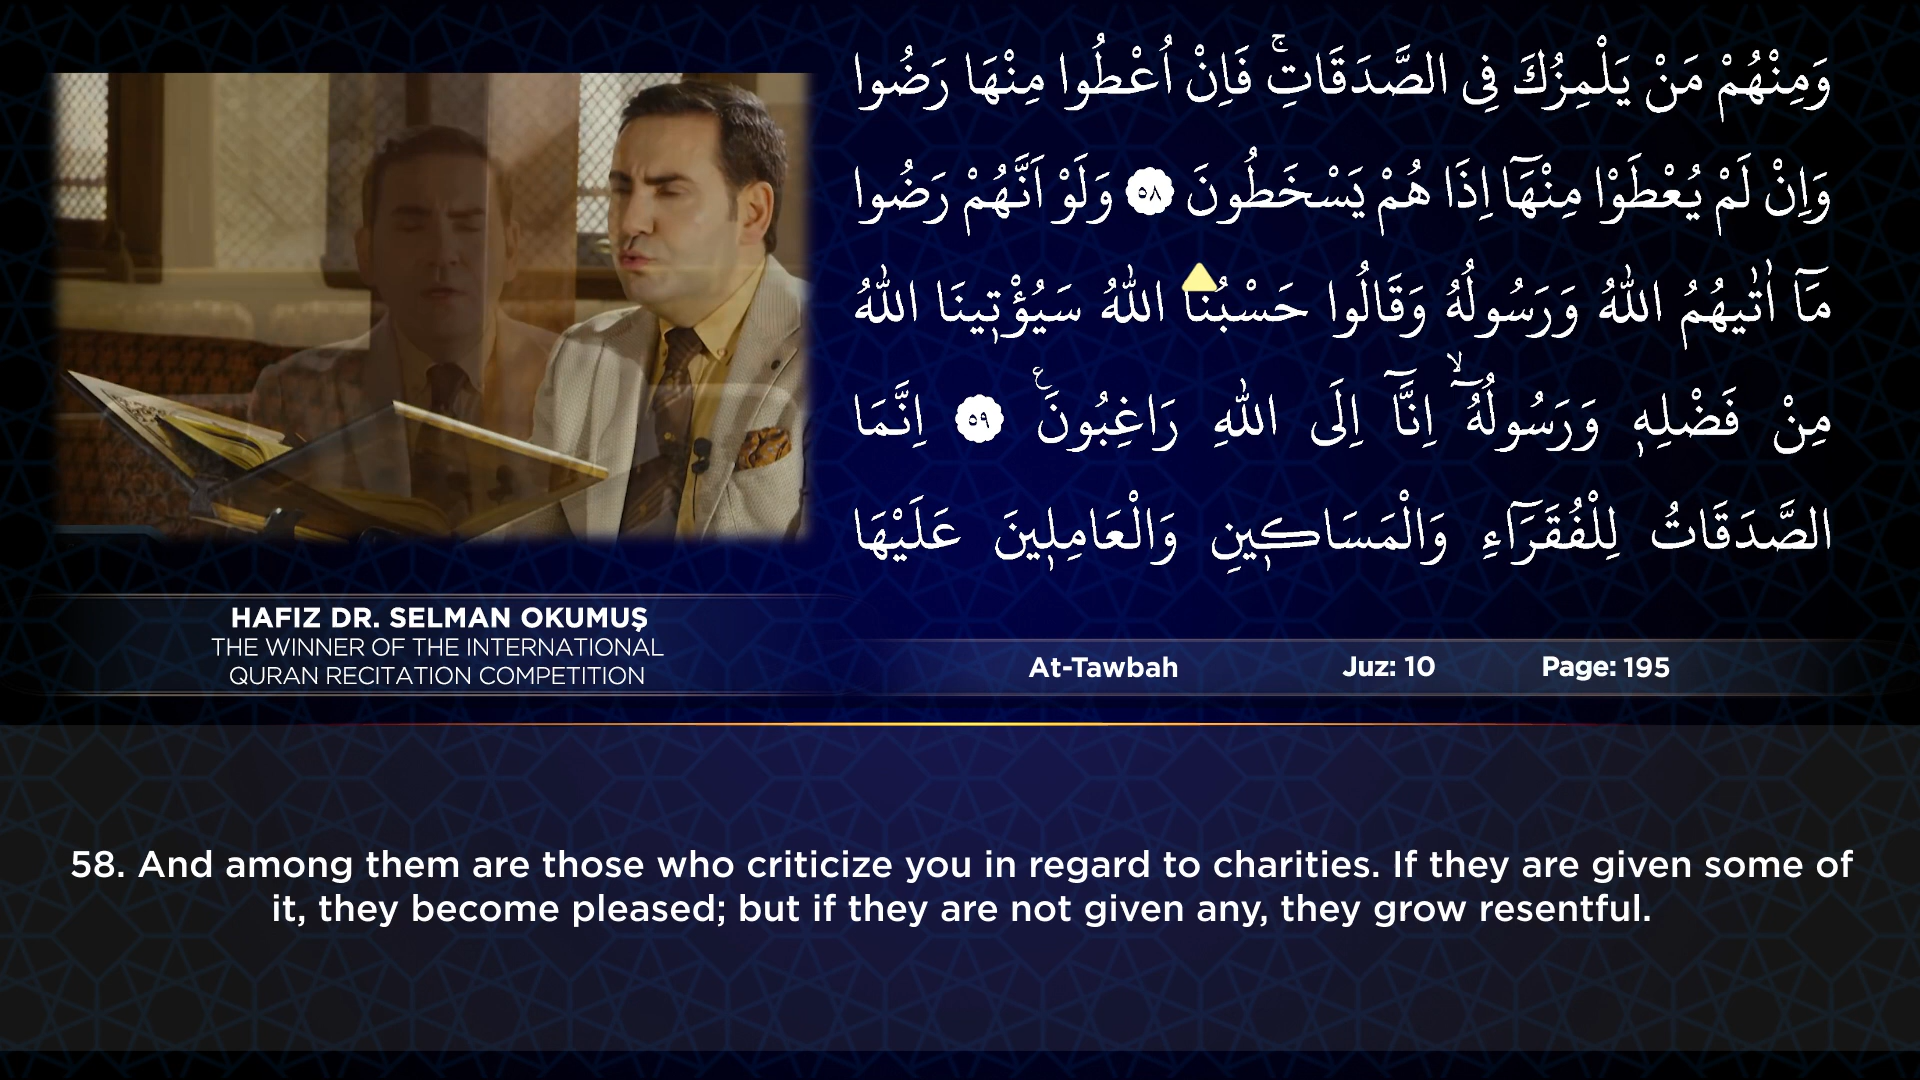 وَمِنْهُمْ مَنْ يَلْمِزُكَ فِى الصَّدَقَاتِۚ فَاِنْ اُعْطُوا مِنْهَا رَضُوا
وَاِنْ لَمْ يُعْطَوْا مِنْهَٓا اِذَا هُمْ يَسْخَطُونَ ٥٨ وَلَوْ اَنَّهُمْ رَضُوا
مَٓا اٰتٰيهُمُ اللّٰهُ وَرَسُولُهُ وَقَالُوا حَسْبُنَا اللّٰهُ سَيُؤْت۪ينَا اللّٰهُ
مِنْ فَضْلِه۪ وَرَسُولُهُٓۙ اِنَّٓا اِلَى اللّٰهِ رَاغِبُونَ۟ ٥٩ اِنَّمَا
الصَّدَقَاتُ لِلْفُقَرَٓاءِ وَالْمَسَاك۪ينِ وَالْعَامِل۪ينَ عَلَيْهَا
HAFIZ DR. SELMAN OKUMUŞ
THE WINNER OF THE INTERNATIONAL
QURAN RECITATION COMPETITION
At-Tawbah Juz: 10 Page: 195
58. And among them are those who criticize you in regard to charities. If they are given some of
it, they become pleased; but if they are not given any, they grow resentful.